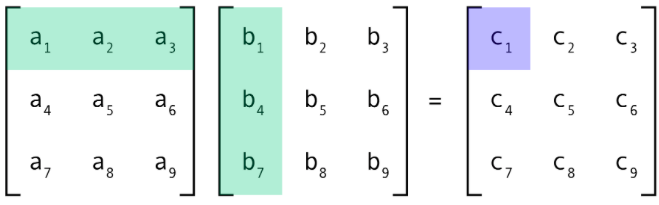 a₁ a₂ a₃ b₁ b₂ b₃ c₁ c₂ c₃
a₄ a₅ a₆ b₄ b₅ b₆ = c₄ c₅ c₆
a₇ a₈ a₉ b₇ b₈ b₉ c₇ c₈ c₉